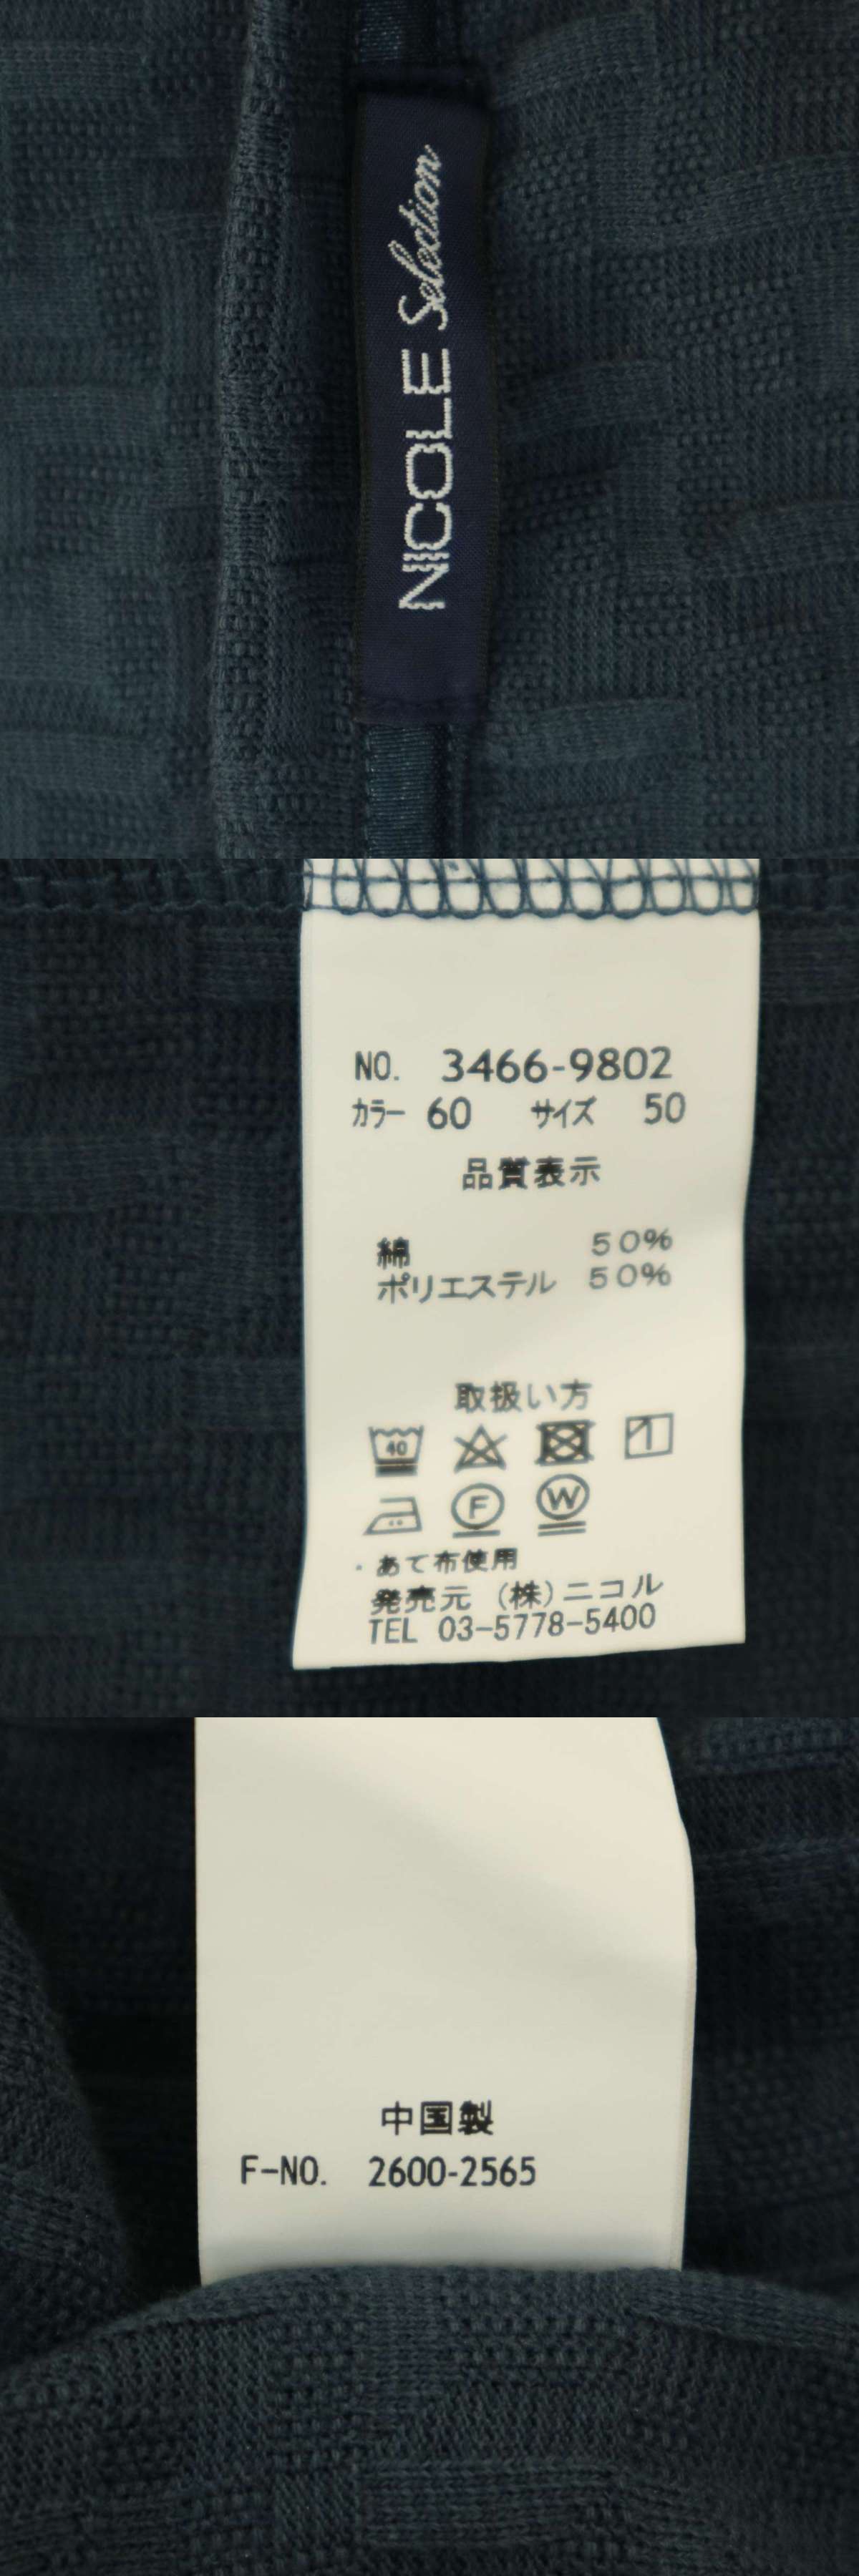 NICOLE Selection
NO. 3466-9802
カラー 60 サイズ 50
品質表示
綿 50%
ポリエステル 50%
取扱い方
40
F W
・あて布使用
発売元 (株)ニコル
TEL 03-5778-5400
中国製
F-NO. 2600-2565